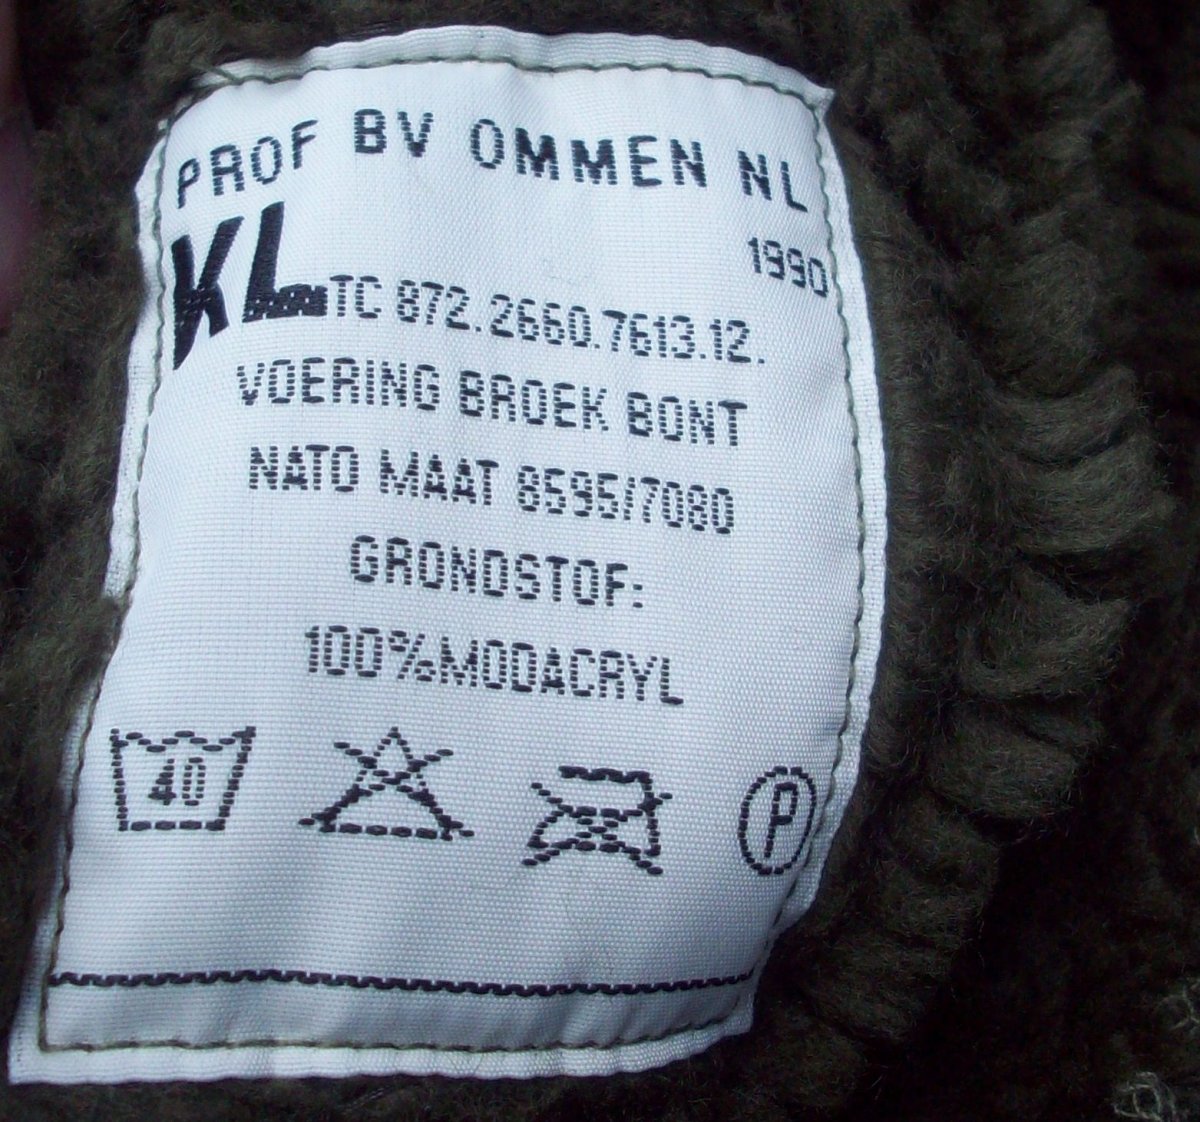 PROF BV OMMEN NL
1990
KL TC 872.2660.7613.12.
VOERING BROEK BONT
NATO MAAT 8595/7080
GRONDSTOF:
100%MODACRYL
40
P